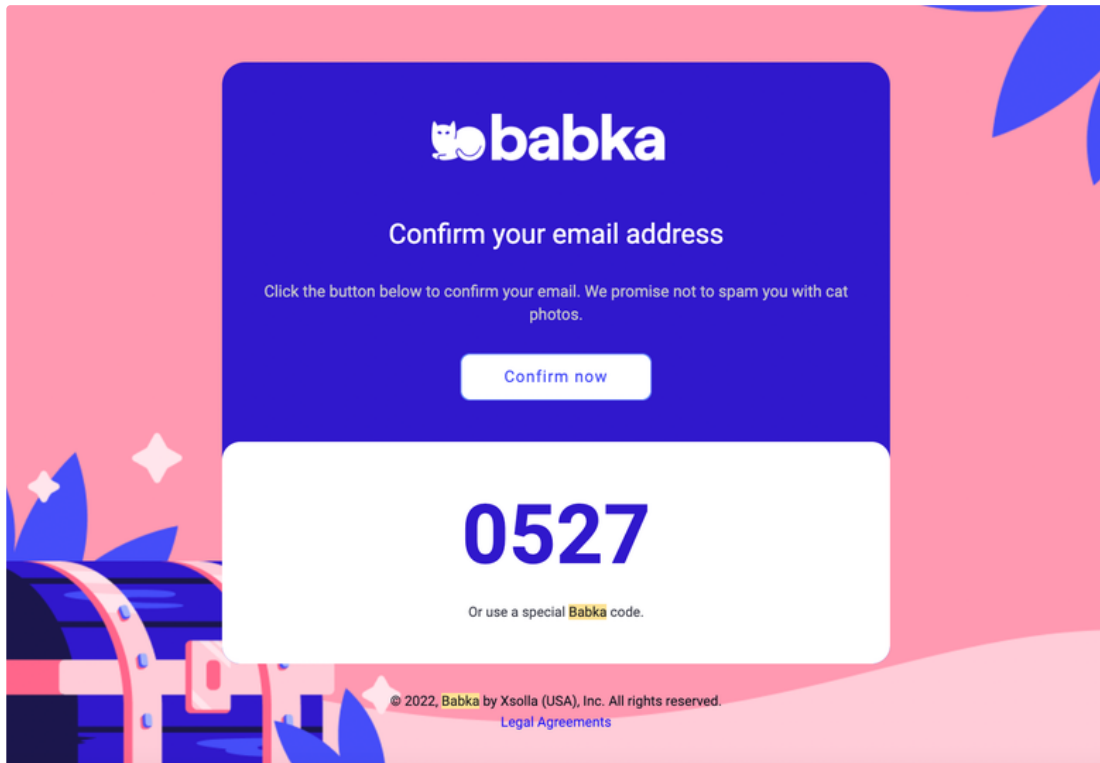 babka
Confirm your email address
Click the button below to confirm your email. We promise not to spam you with cat
photos.
Confirm now
0527
Or use a special Babka code.
© 2022, Babka by Xsolla (USA), Inc. All rights reserved.
Legal Agreements